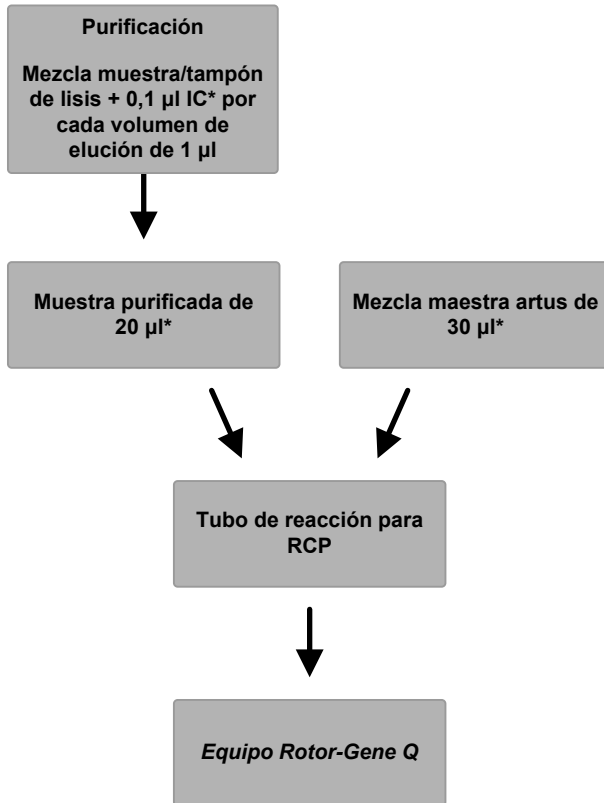 Purificación
Mezcla muestra/tampón
de lisis + 0,1 µl IC* por
cada volumen de
elución de 1 µl
Muestra purificada de
20 µl*
Mezcla maestra artus de
30 µl*
Tubo de reacción para
RCP
Equipo Rotor-Gene Q